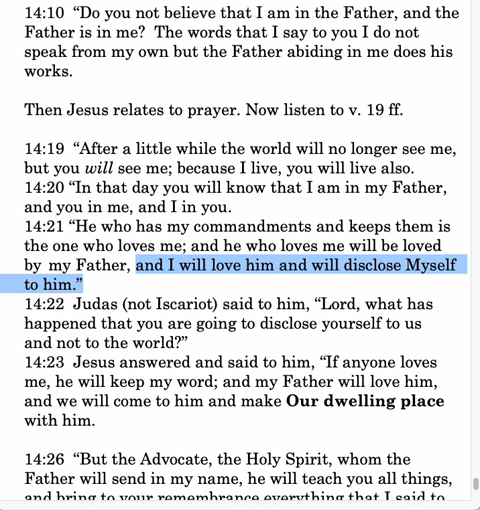 14:10  “Do you not believe that I am in the Father, and the
Father is in me?  The words that I say to you I do not
speak from my own but the Father abiding in me does his
works.
Then Jesus relates to prayer. Now listen to v. 19 ff.
14:19  “After a little while the world will no longer see me,
but you will see me; because I live, you will live also.
14:20 “In that day you will know that I am in my Father,
and you in me, and I in you.
14:21 “He who has my commandments and keeps them is
the one who loves me; and he who loves me will be loved
by my Father, and I will love him and will disclose Myself
to him.”
14:22  Judas (not Iscariot) said to him, “Lord, what has
happened that you are going to disclose yourself to us
and not to the world?”
14:23  Jesus answered and said to him, “If anyone loves
me, he will keep my word; and my Father will love him,
and we will come to him and make Our dwelling place
with him.
14:26  “But the Advocate, the Holy Spirit, whom the
Father will send in my name, he will teach you all things,
and bring to your remembrance everything that I said to